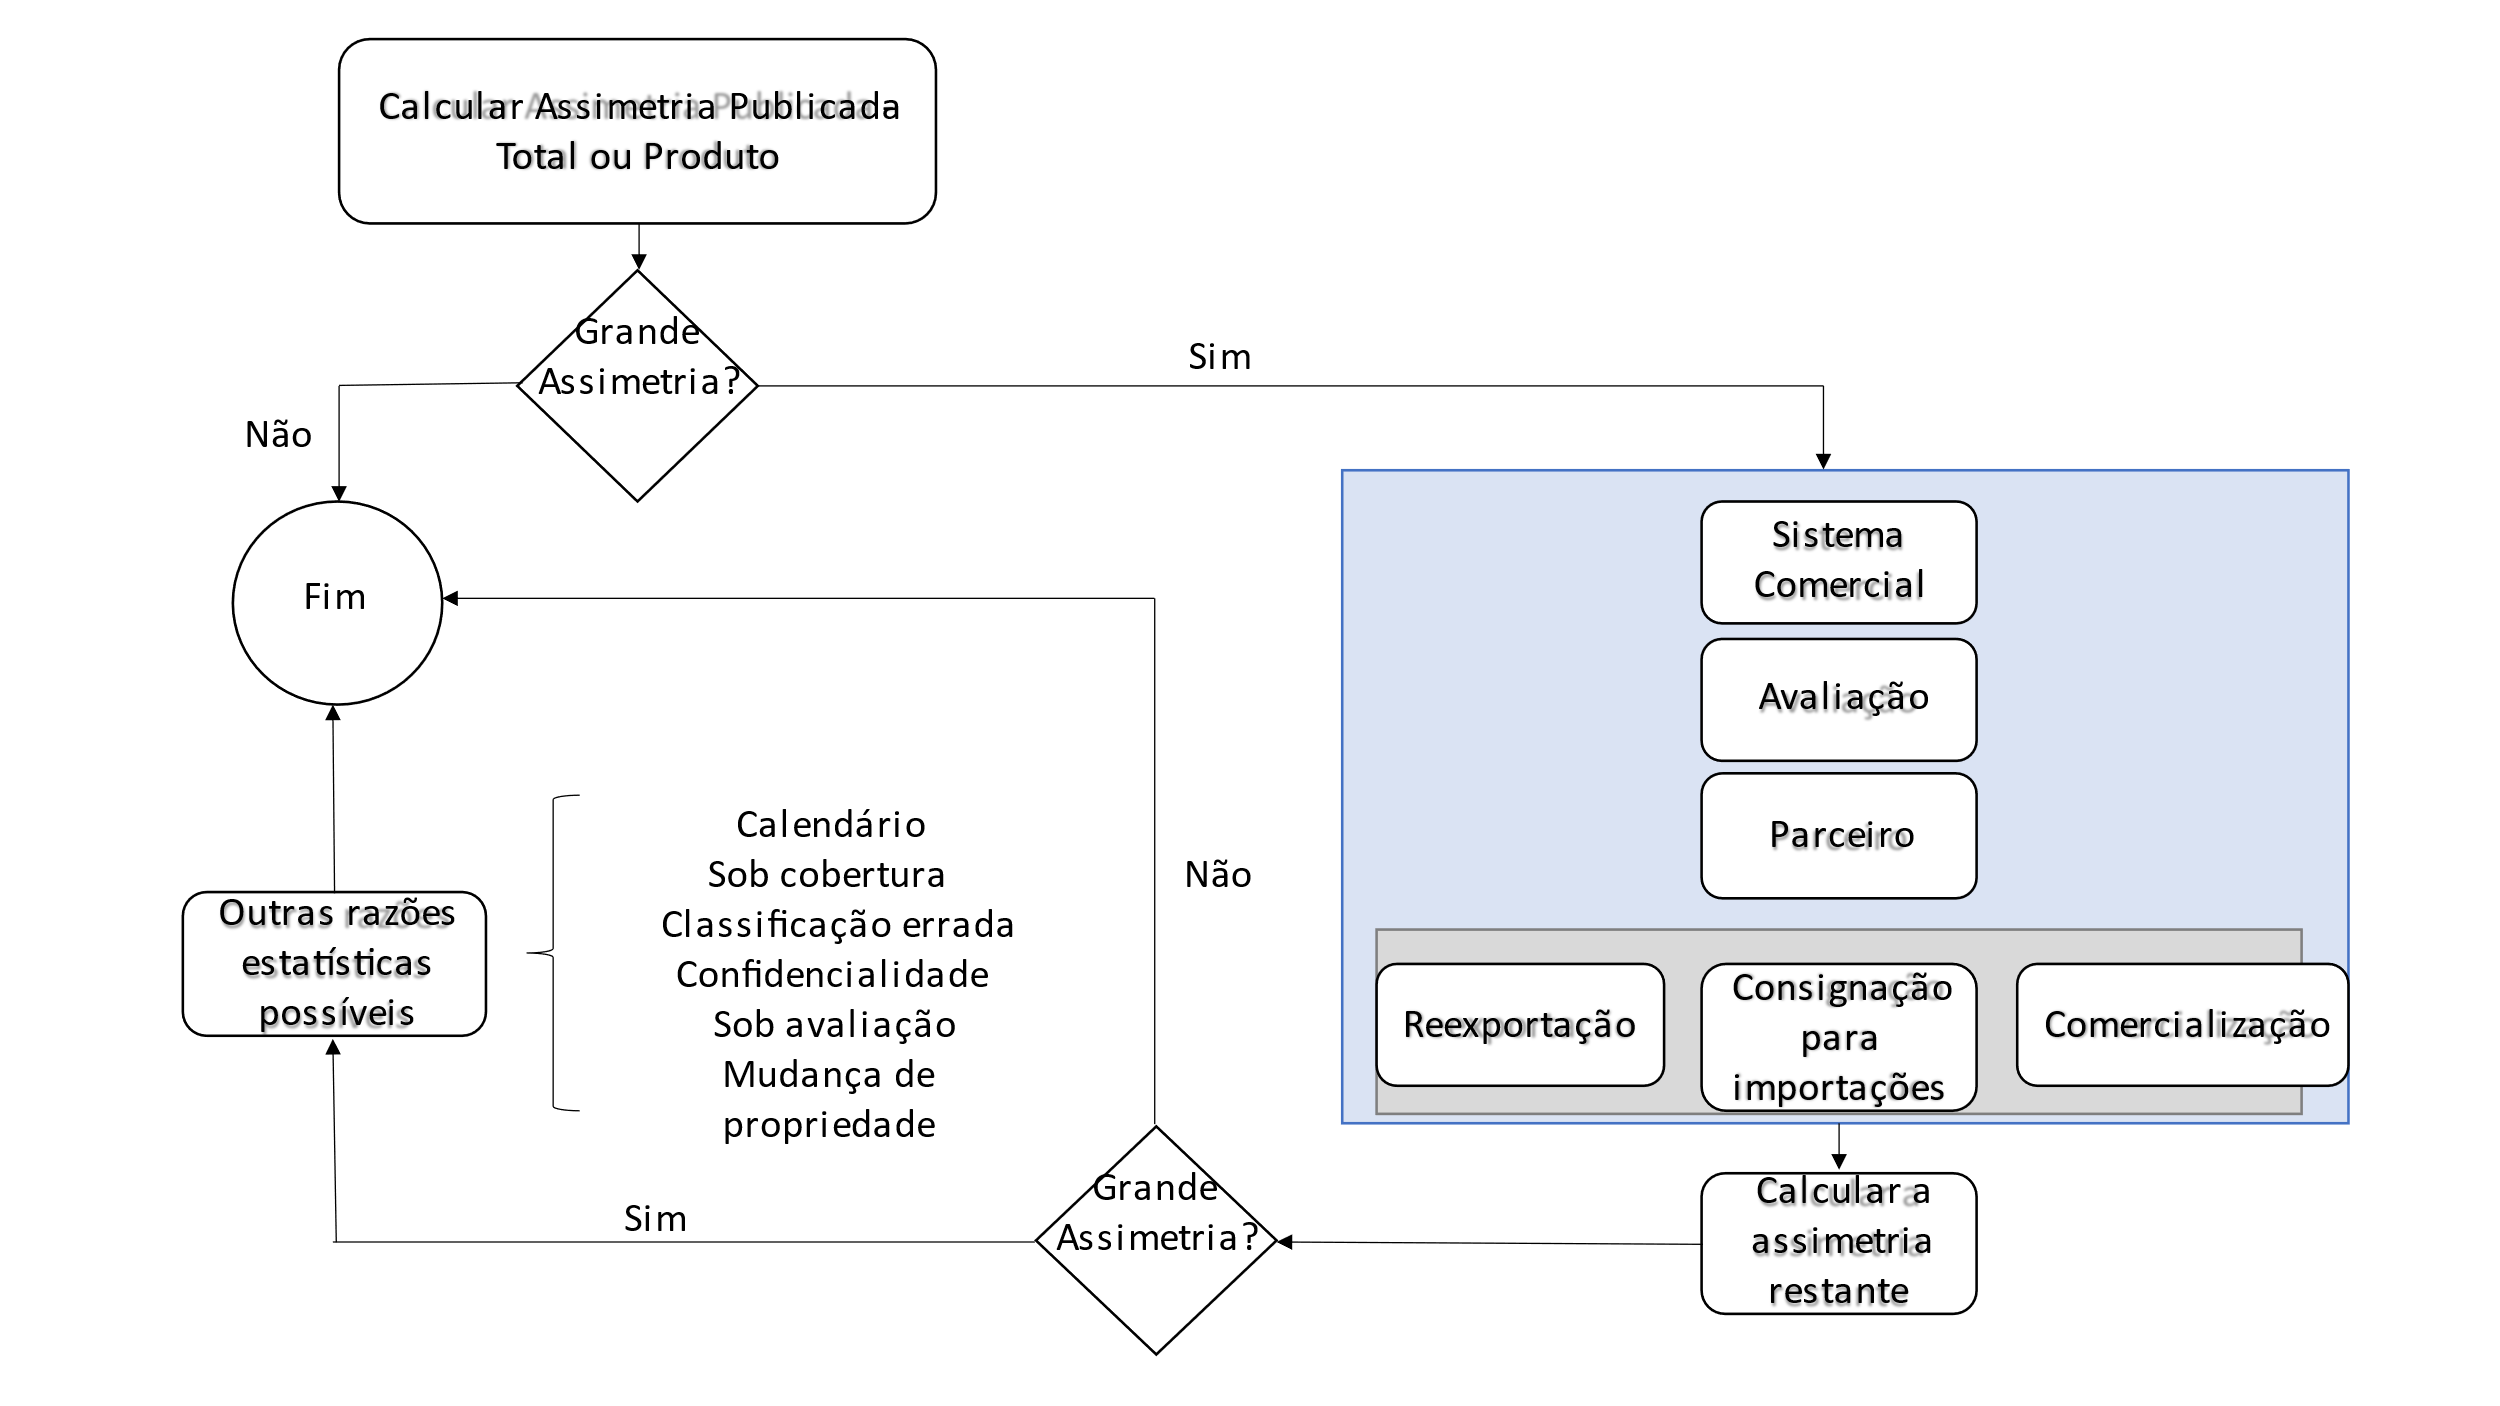 Calcular Assimetria Publicada
Total ou Produto
Grande
Assimetria?
Sim
Não
Fim
Sistema
Comercial
Avaliação
Parceiro
Reexportação
Consignação
para
importações
Comercialização
Calcular a
assimetria
restante
Grande
Assimetria?
Não
Sim
Outras razões
estatísticas
possíveis
Calendário
Sob cobertura
Classificação errada
Confidencialidade
Sob avaliação
Mudança de
propriedade